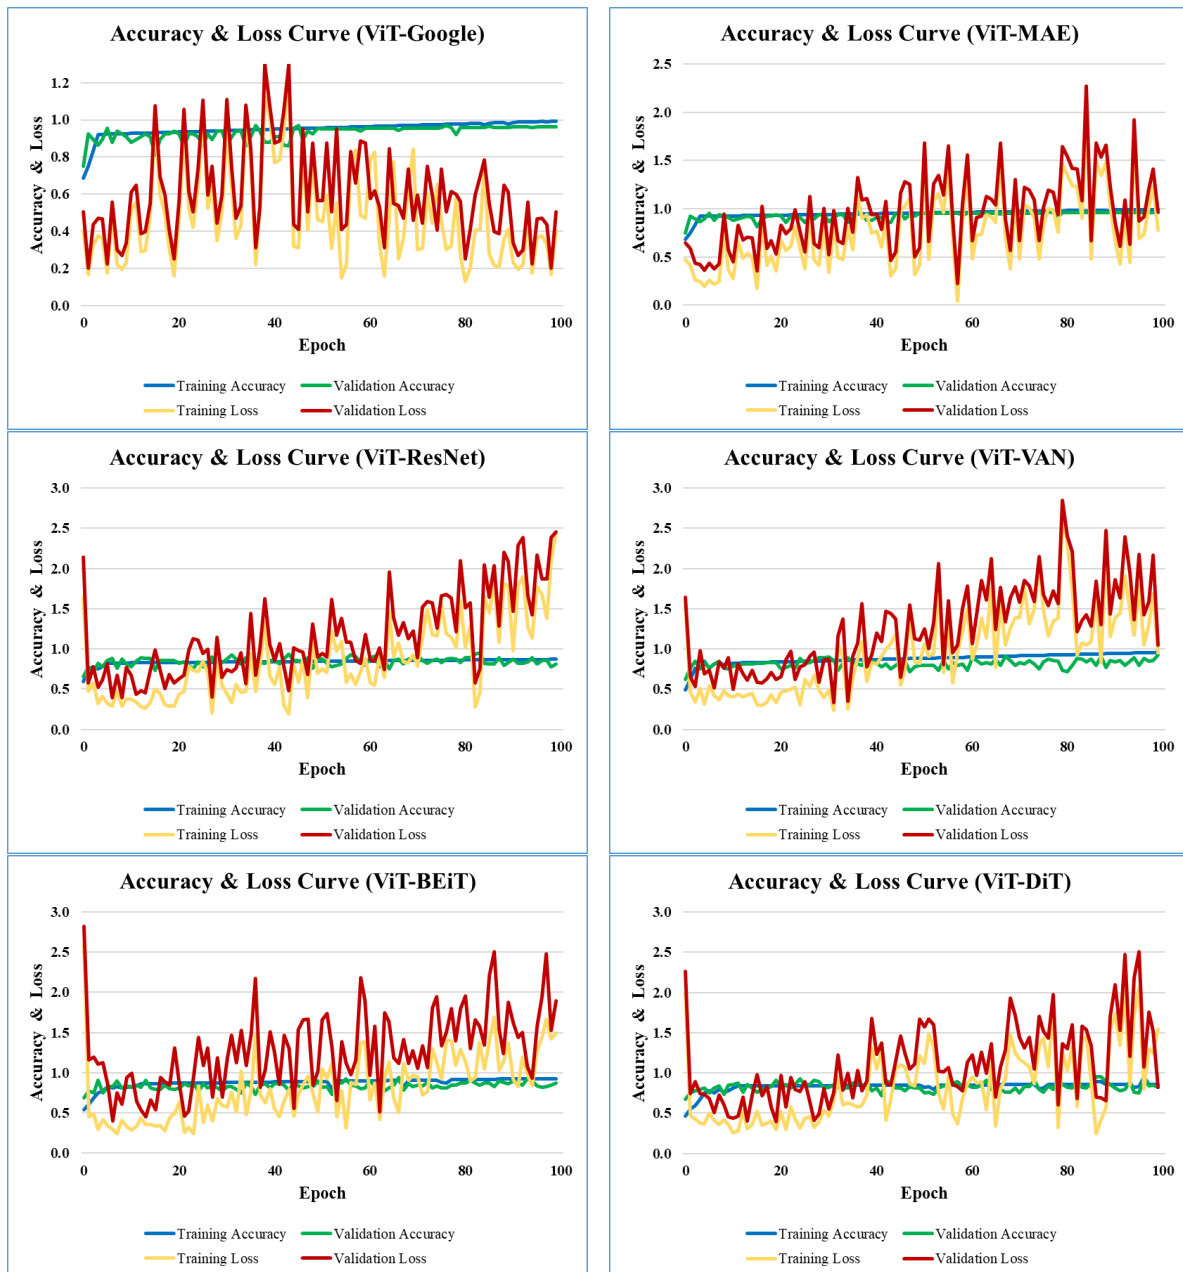 Accuracy & Loss Curve (ViT-Google)
Accuracy & Loss
1.2
1.0
0.8
0.6
0.4
0.2
0.0
0 20 40 60 80 100
Epoch
Training Accuracy Validation Accuracy
Training Loss Validation Loss
Accuracy & Loss Curve (ViT-MAE)
Accuracy & Loss
2.5
2.0
1.5
1.0
0.5
0.0
0 20 40 60 80 100
Epoch
Training Accuracy Validation Accuracy
Training Loss Validation Loss
Accuracy & Loss Curve (ViT-ResNet)
Accuracy & Loss
3.0
2.5
2.0
1.5
1.0
0.5
0.0
0 20 40 60 80 100
Epoch
Training Accuracy Validation Accuracy
Training Loss Validation Loss
Accuracy & Loss Curve (ViT-VAN)
Accuracy & Loss
3.0
2.5
2.0
1.5
1.0
0.5
0.0
0 20 40 60 80 100
Epoch
Training Accuracy Validation Accuracy
Training Loss Validation Loss
Accuracy & Loss Curve (ViT-BEiT)
Accuracy & Loss
3.0
2.5
2.0
1.5
1.0
0.5
0.0
0 20 40 60 80 100
Epoch
Training Accuracy Validation Accuracy
Training Loss Validation Loss
Accuracy & Loss Curve (ViT-DiT)
Accuracy & Loss
3.0
2.5
2.0
1.5
1.0
0.5
0.0
0 20 40 60 80 100
Epoch
Training Accuracy Validation Accuracy
Training Loss Validation Loss